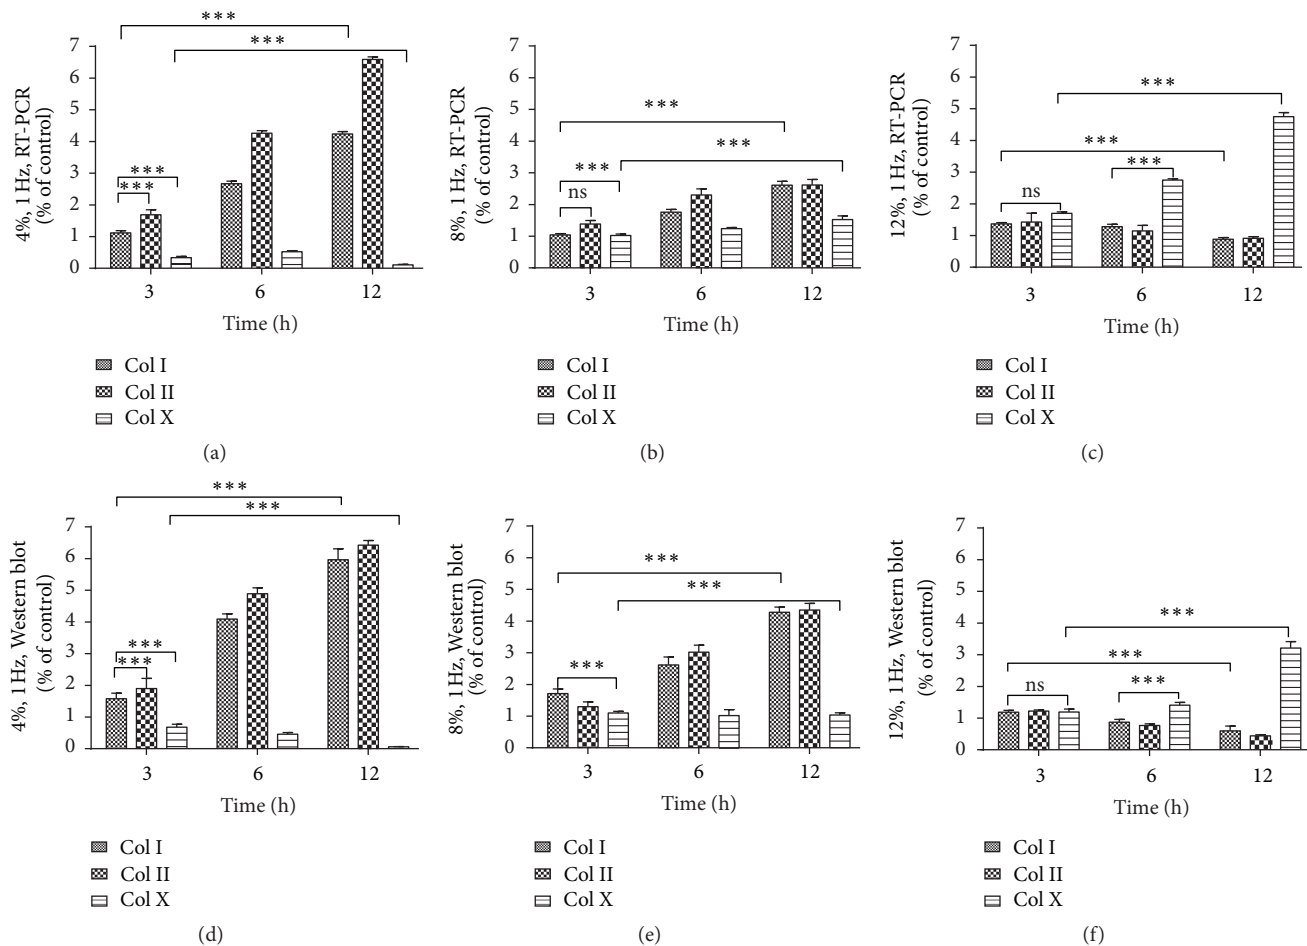 ***
***
4%, 1 Hz, RT-PCR
(% of control)
7
6
5
4
3
2
1
0
***
***
3
6
12
Time (h)
Col I
Col II
Col X
(a)
8%, 1 Hz, RT-PCR
(% of control)
7
6
5
4
3
2
1
0
***
***
***
ns
3
6
12
Time (h)
Col I
Col II
Col X
(b)
12%, 1 Hz, RT-PCR
(% of control)
7
6
5
4
3
2
1
0
***
***
***
ns
3
6
12
Time (h)
Col I
Col II
Col X
(c)
***
***
4%, 1 Hz, Western blot
(% of control)
7
6
5
4
3
2
1
0
***
***
3
6
12
Time (h)
Col I
Col II
Col X
(d)
8%, 1Hz, Western blot
(% of control)
7
6
5
4
3
2
1
0
***
***
***
3
6
12
Time (h)
Col I
Col II
Col X
(e)
12%, 1Hz, Western blot
(% of control)
7
6
5
4
3
2
1
0
***
***
***
ns
3
6
12
Time (h)
Col I
Col II
Col X
(f)